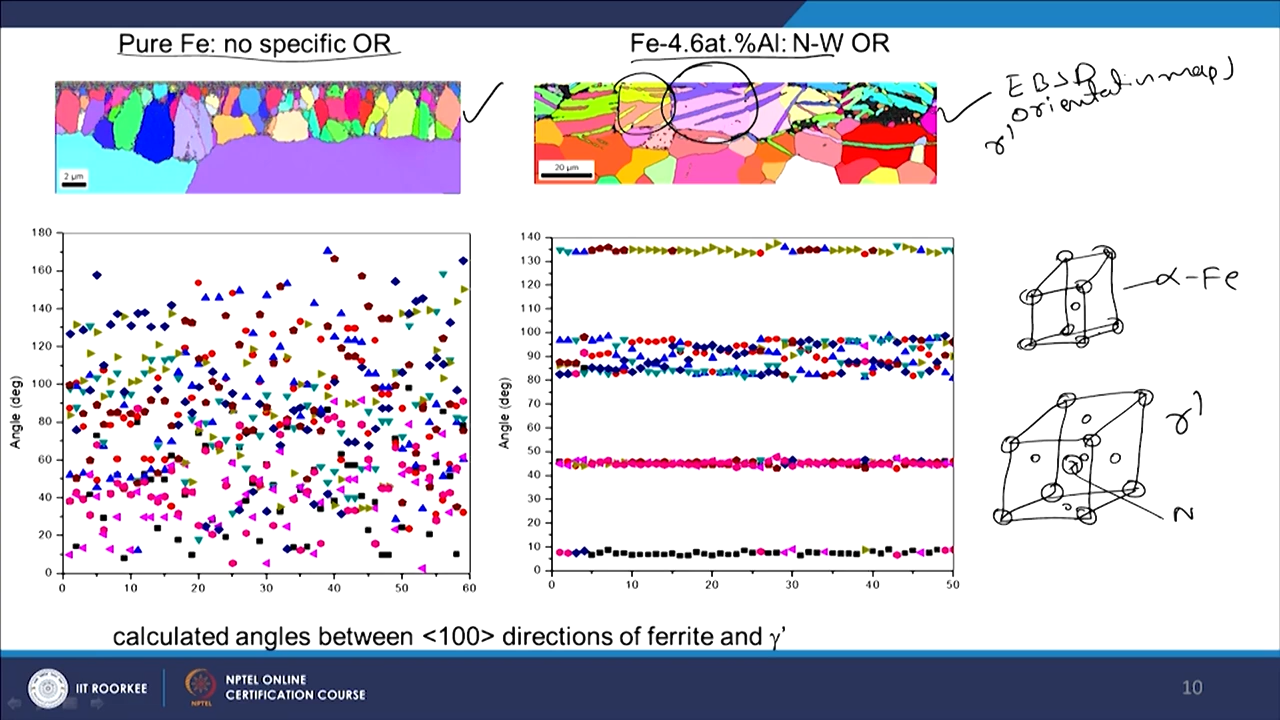 Pure Fe: no specific OR
Fe-4.6at.%Al: N-W OR
EBSD
orientation map)
γ'
2 µm
20 µm
180
160
140
120
100
80
60
40
20
0
Angle (deg)
0 10 20 30 40 50 60
140
130
120
110
100
90
80
70
60
50
40
30
20
10
0
Angle (deg)
0 10 20 30 40 50
α-Fe
γ'
N
calculated angles between <100> directions of ferrite and γ'
IIT ROORKEE
NPTEL
NPTEL ONLINE
CERTIFICATION COURSE
10